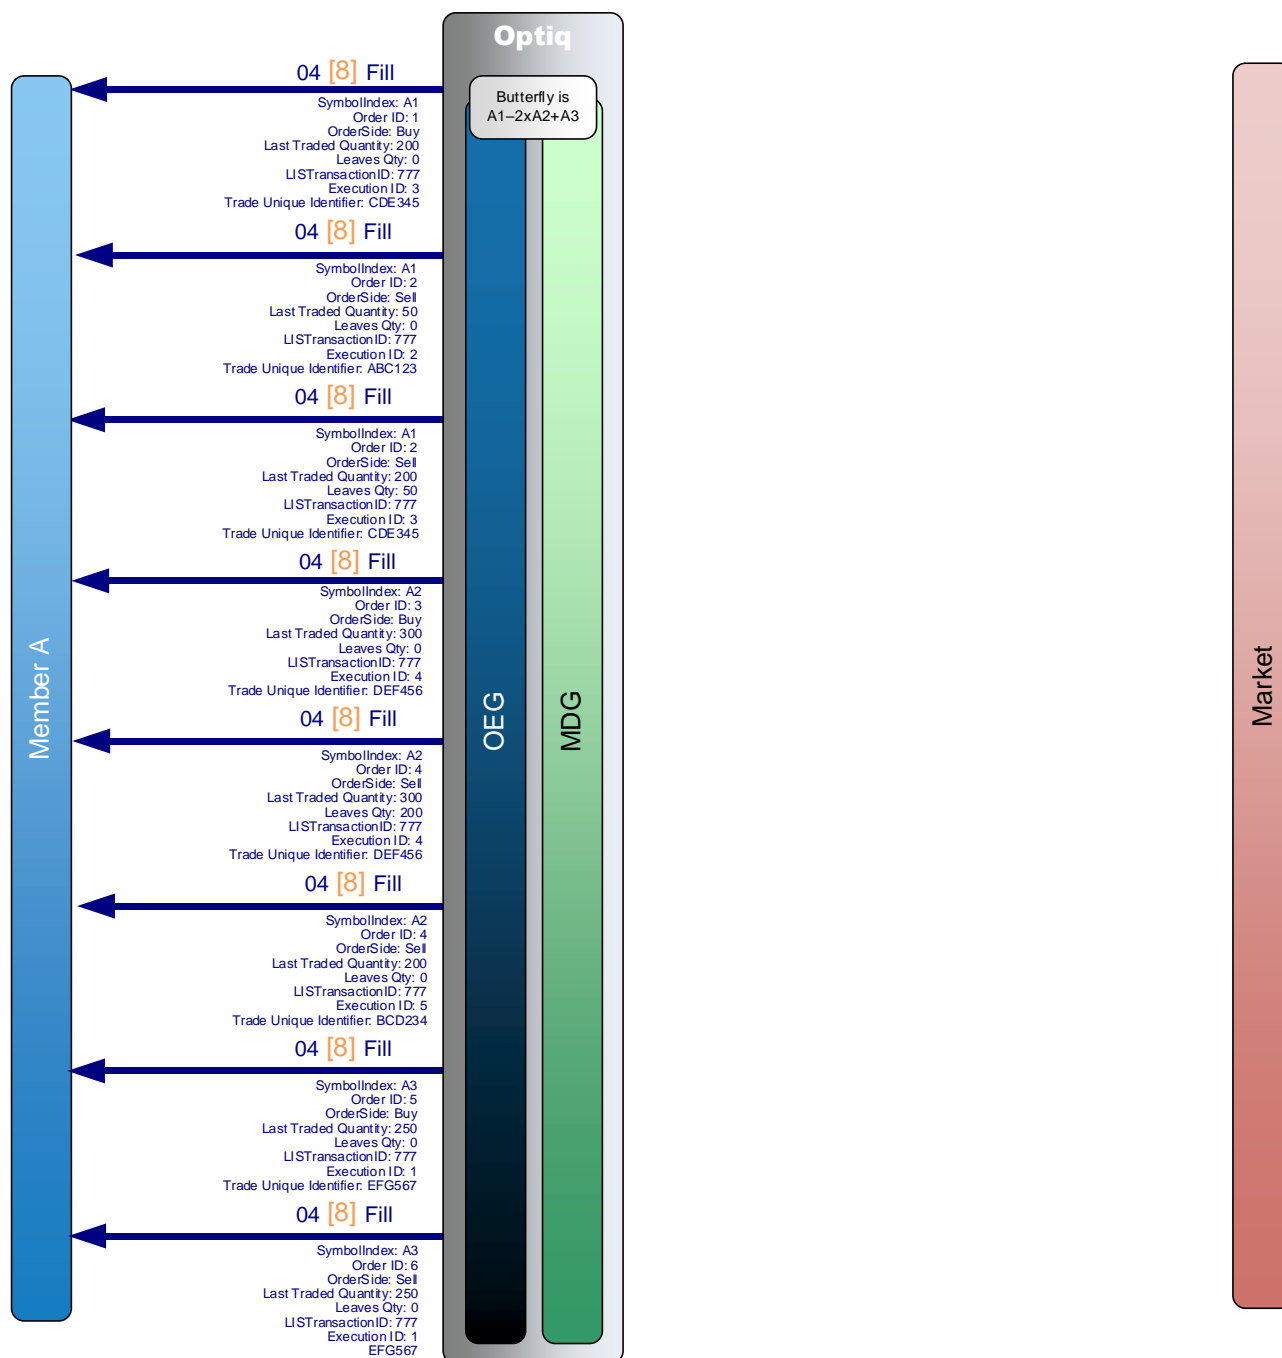 Optiq
Butterfly is
A1–2xA2+A3
04 [8] Fill
SymbolIndex: A1
Order ID: 1
OrderSide: Buy
Last Traded Quantity: 200
Leaves Qty: 0
LISTransactionID: 777
Execution ID: 3
Trade Unique Identifier: CDE345
04 [8] Fill
SymbolIndex: A1
Order ID: 2
OrderSide: Sell
Last Traded Quantity: 50
Leaves Qty: 0
LISTransactionID: 777
Execution ID: 2
Trade Unique Identifier: ABC123
04 [8] Fill
SymbolIndex: A1
Order ID: 2
OrderSide: Sell
Last Traded Quantity: 200
Leaves Qty: 50
LISTransactionID: 777
Execution ID: 3
Trade Unique Identifier: CDE345
04 [8] Fill
SymbolIndex: A2
Order ID: 3
OrderSide: Buy
Last Traded Quantity: 300
Leaves Qty: 0
LISTransactionID: 777
Execution ID: 4
Trade Unique Identifier: DEF456
04 [8] Fill
SymbolIndex: A2
Order ID: 4
OrderSide: Sell
Last Traded Quantity: 300
Leaves Qty: 200
LISTransactionID: 777
Execution ID: 4
Trade Unique Identifier: DEF456
04 [8] Fill
SymbolIndex: A2
Order ID: 4
OrderSide: Sell
Last Traded Quantity: 200
Leaves Qty: 0
LISTransactionID: 777
Execution ID: 5
Trade Unique Identifier: BCD234
04 [8] Fill
SymbolIndex: A3
Order ID: 5
OrderSide: Buy
Last Traded Quantity: 250
Leaves Qty: 0
LISTransactionID: 777
Execution ID: 1
Trade Unique Identifier: EFG567
04 [8] Fill
SymbolIndex: A3
Order ID: 6
OrderSide: Sell
Last Traded Quantity: 250
Leaves Qty: 0
LISTransactionID: 777
Execution ID: 1
EFG567
Member A
OEG
MDG
Market